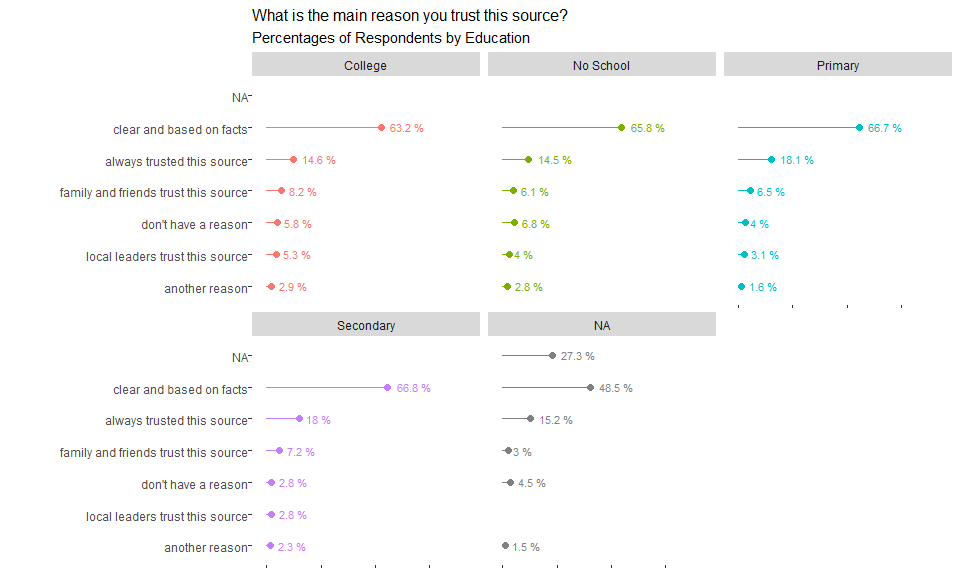 What is the main reason you trust this source?
Percentages of Respondents by Education
College No School Primary
NA
clear and based on facts 63.2 % 65.8 % 66.7 %
always trusted this source 14.6 % 14.5 % 18.1 %
family and friends trust this source 8.2 % 6.1 % 6.5 %
don't have a reason 5.8 % 6.8 % 4 %
local leaders trust this source 5.3 % 4 % 3.1 %
another reason 2.9 % 2.8 % 1.6 %
Secondary NA
NA 27.3 %
clear and based on facts 66.8 % 48.5 %
always trusted this source 18 % 15.2 %
family and friends trust this source 7.2 % 3 %
don't have a reason 2.8 % 4.5 %
local leaders trust this source 2.8 %
another reason 2.3 % 1.5 %